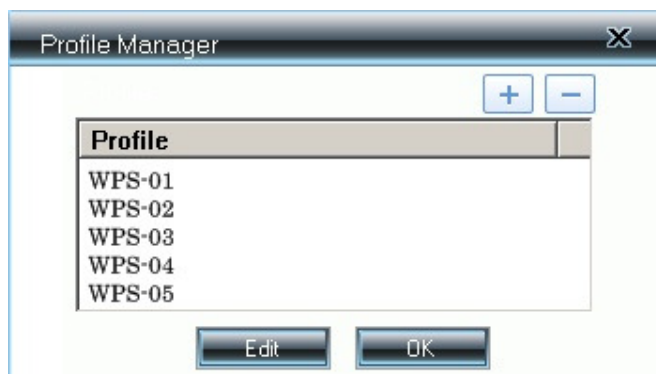 Profile Manager
X
+ −
Profile
WPS-01
WPS-02
WPS-03
WPS-04
WPS-05
Edit OK